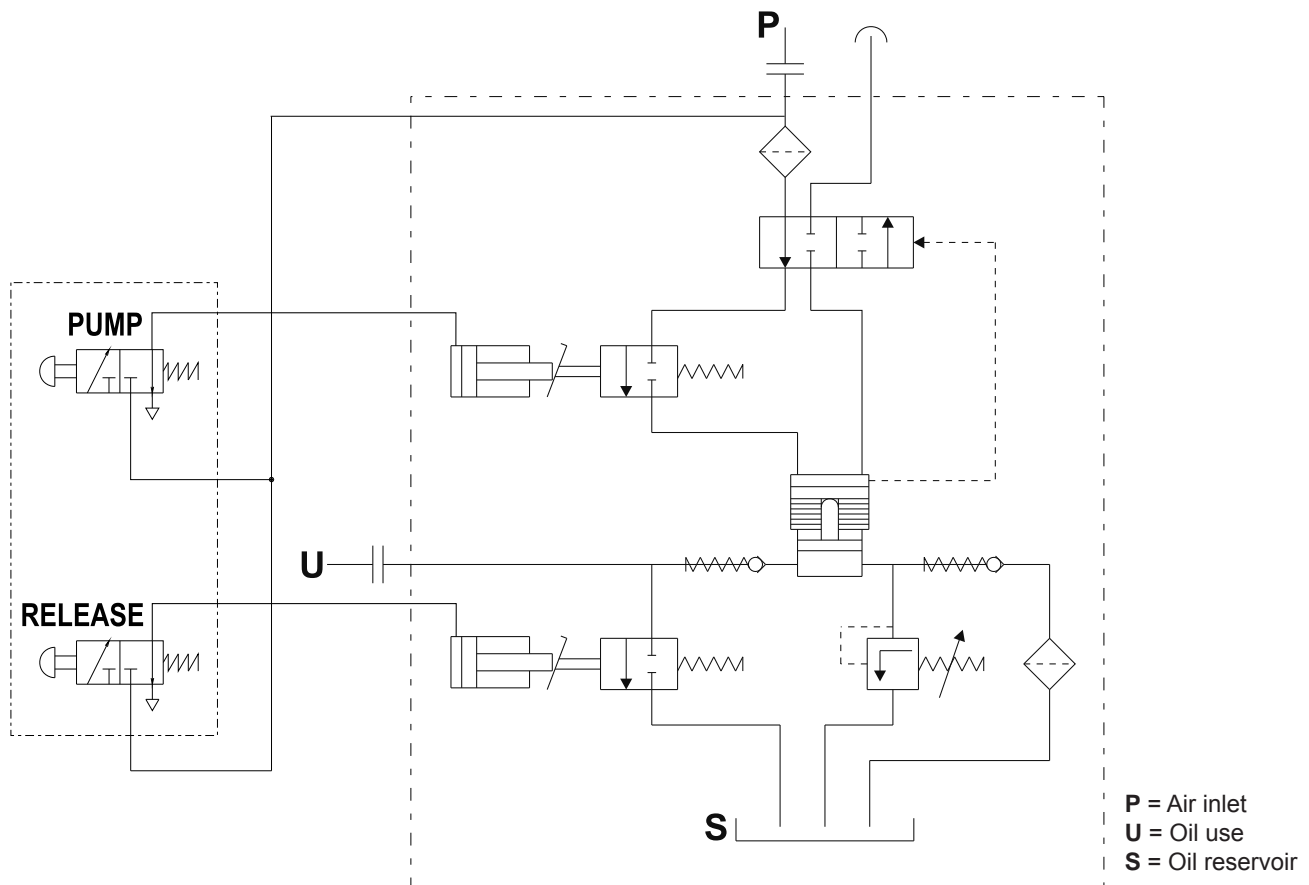 P
PUMP
U
RELEASE
S
P = Air inlet
U = Oil use
S = Oil reservoir